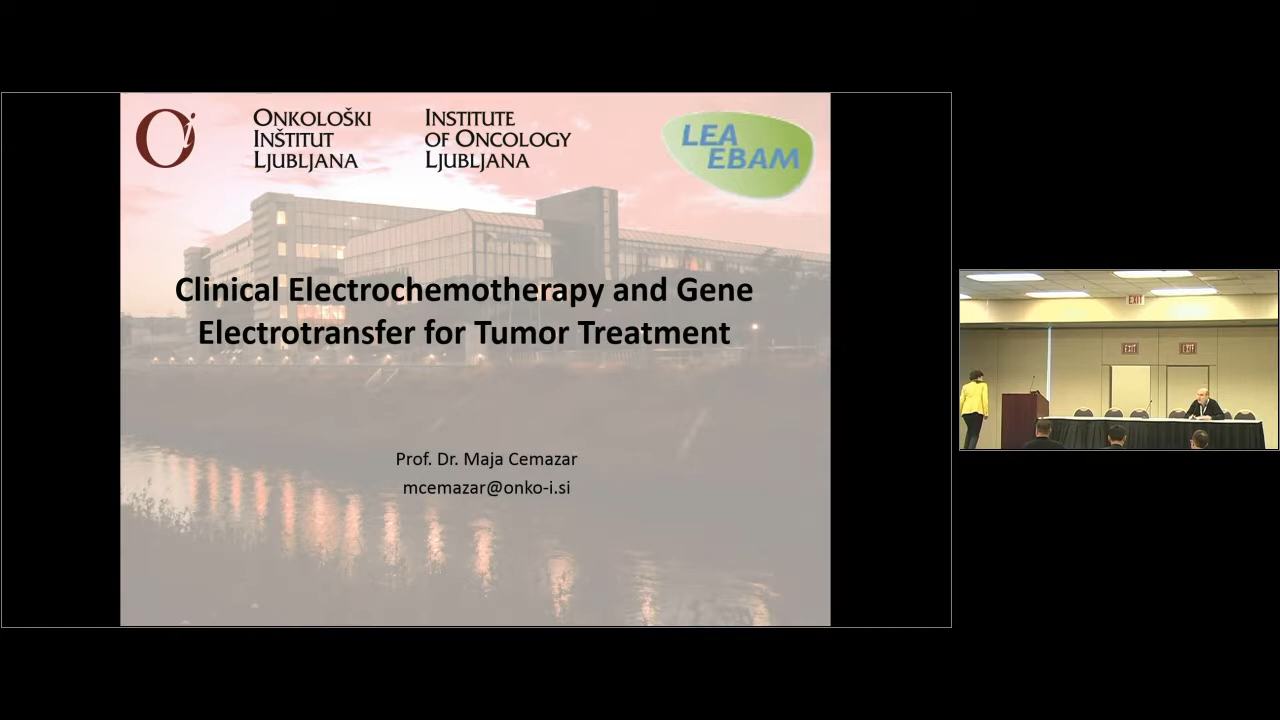 Oi
ONKOLOŠKI
INŠTITUT
LJUBLJANA
INSTITUTE
OF ONCOLOGY
LJUBLJANA
LEA
EBAM
Clinical Electrochemotherapy and Gene
Electrotransfer for Tumor Treatment
Prof. Dr. Maja Cemazar
mcemazar@onko-i.si
EXIT
EXIT
EXIT